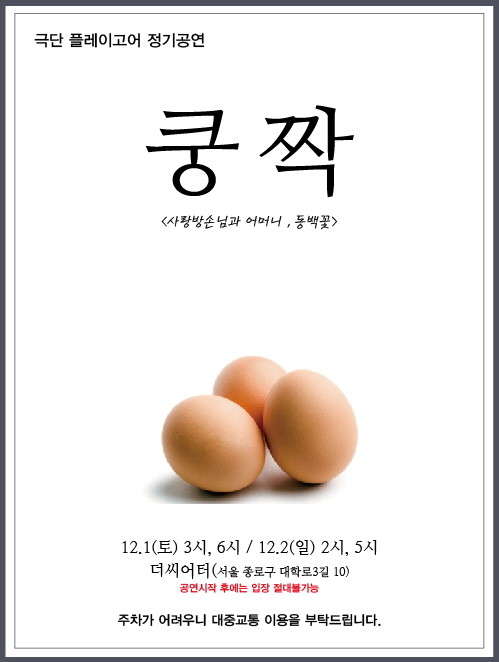 극단 플레이고어 정기공연
쿵 짝
<사랑방손님과 어머니 , 동백꽃>
12.1(토) 3시, 6시 / 12.2(일) 2시, 5시
더씨어터(서울 종로구 대학로3길 10)
공연시작 후에는 입장 절대불가능
주차가 어려우니 대중교통 이용을 부탁드립니다.